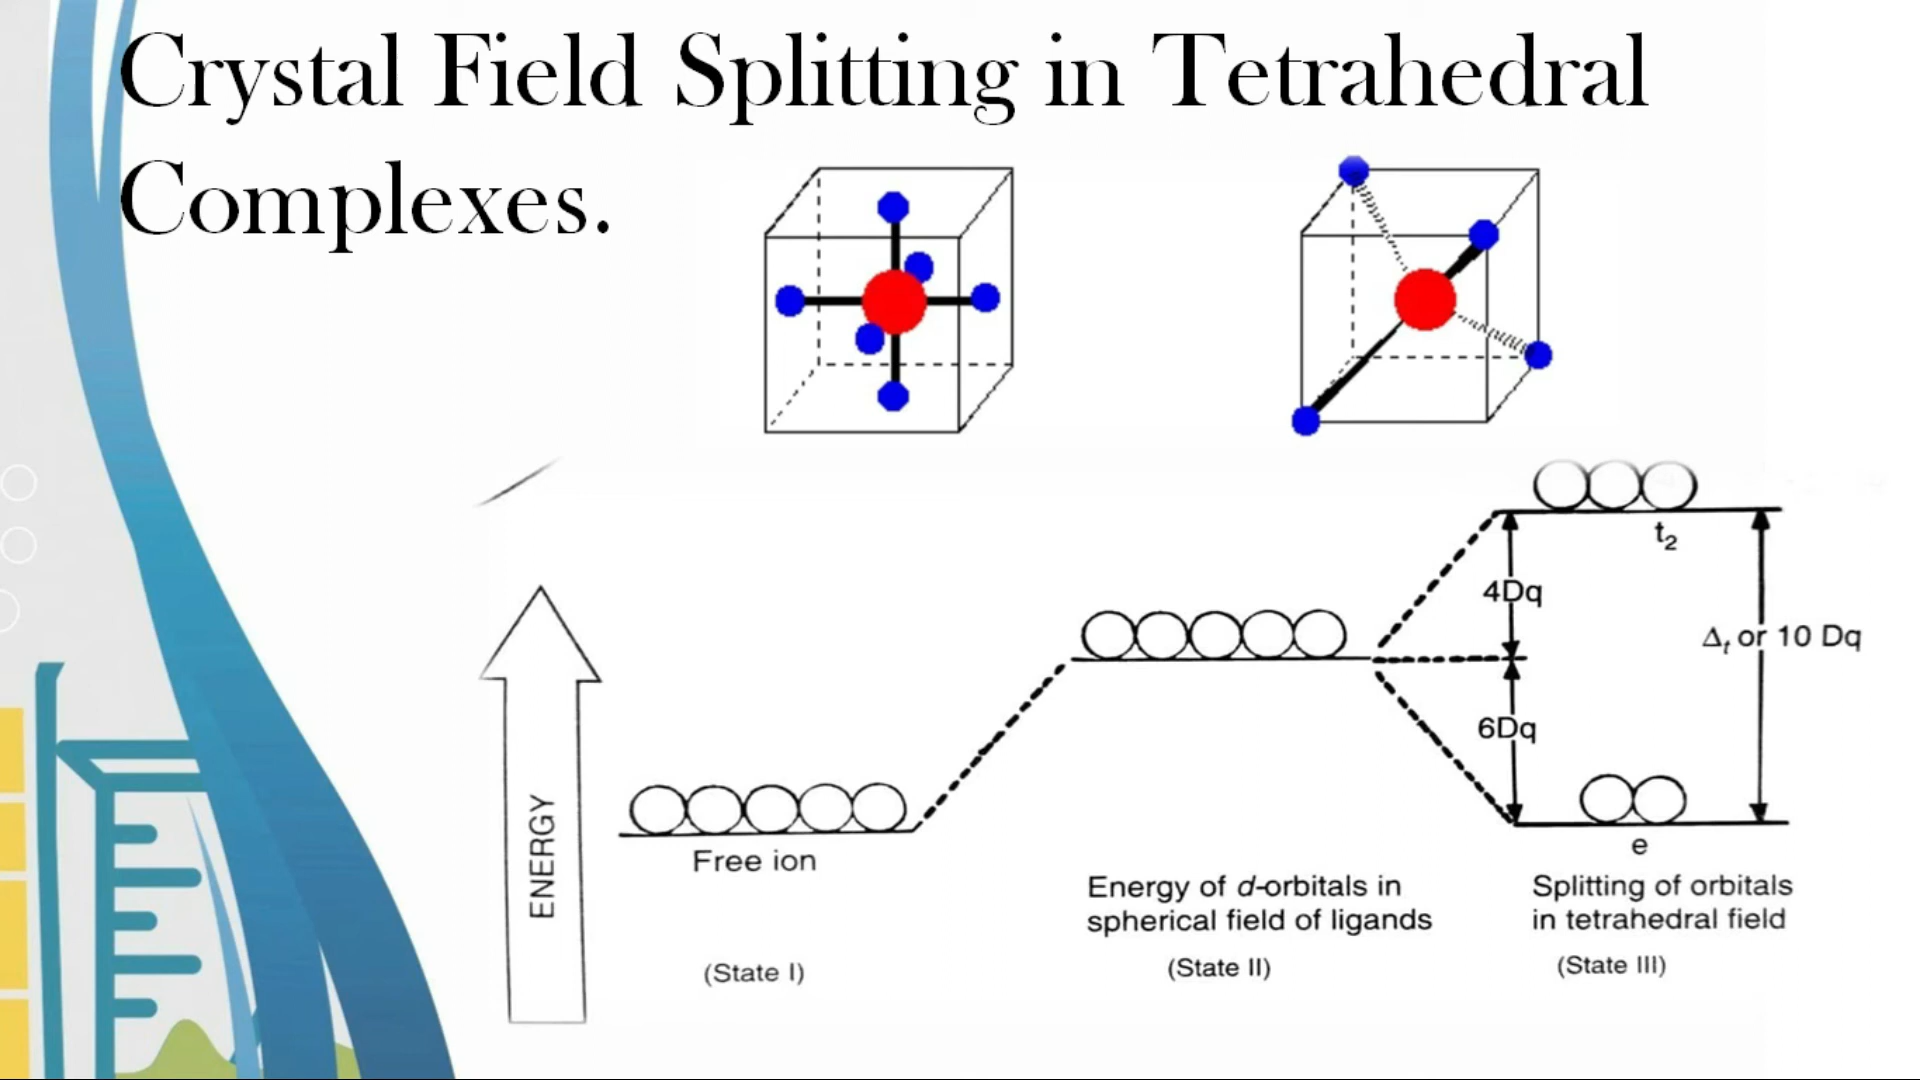 Crystal Field Splitting in Tetrahedral
Complexes.
t₂
4Dq
Δₜ or 10 Dq
6Dq
ENERGY
Free ion
e
Energy of d-orbitals in
spherical field of ligands
Splitting of orbitals
in tetrahedral field
(State I)
(State II)
(State III)